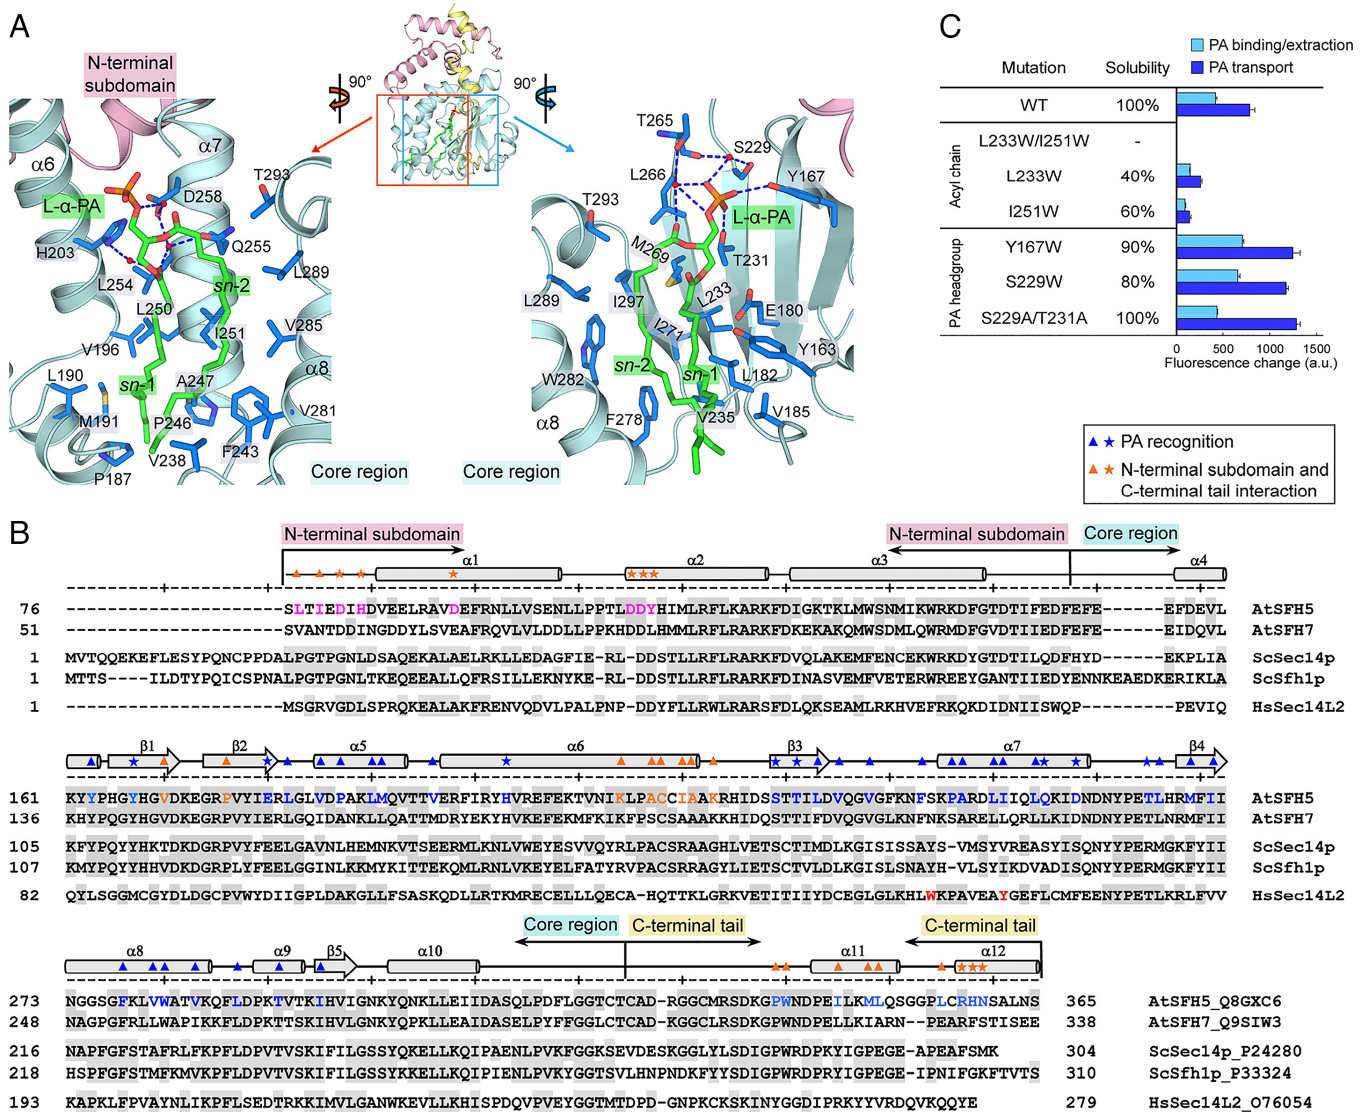 A
N-terminal
subdomain
α6
α7
L-α-PA
D258
T293
H203
Q255
L254
L289
sn-2
L250
I251
V196
V285
α8
L190
sn-1
A247
M191
P246
V281
V238
F243
P187
Core region
90°
90°
T265
S229
L266
Y167
L-α-PA
T293
M269
T231
L289
I297
L233
E180
I271
Y163
W282
sn-2
sn-1
L182
F278
V235
V185
α8
Core region
C
PA binding/extraction
PA transport
Mutation
Solubility
WT
100%
Acyl chain
L233W/I251W
-
L233W
40%
I251W
60%
PA headgroup
Y167W
90%
S229W
80%
S229A/T231A
100%
0 500 1000 1500
Fluorescence change (a.u.)
PA recognition
N-terminal subdomain and
C-terminal tail interaction
B
N-terminal subdomain
N-terminal subdomain
Core region
α1 α2 α3 α4
76 ---------------------SLTIEDIHDVEELRAVDEFRNLLVSENLLPPTLDDYHIMLRFLKARKFDIGKTKLMWSNMIKWRKDFGTDTIFEDFEFE------EFDEVL AtSFH5
51 ---------------------SVANTDDINGDDYLSVEAFRQVLVLDDLLPPKHDDLHMMLRFLRARKFDKEKAKQMWSDMLQWRMDFGVDTIIEDFEFE------EIDQVL AtSFH7
1 MVTQQEKEFLESYPQNCPPDALPGTPGNLDSAQEKALAELRKLLEDAGFIE-RL-DDSTLLRFLRARKFDVQLAKEMFENCEKWRKDYGTDTILQDFHYD------EKPLIA ScSec14p
1 MTTS----ILDTYPQICSPNALPGTPGNLTKEQEEALLQFRSILLEKNYKE-RL-DDSTLLRFLRARKFDINASVEMFVETERWREEYGANTIIEDYENNKEAEDKERIKLA ScSfh1p
1 ---------------------MSGRVGDLSPRQKEALAKFRENVQDVLPALPNP-DDYFLLRWLRARSFDLQKSEAMLRKHVEFRKQKDIDNIISWQP---------PEVIQ HsSec14L2
β1 β2 α5 α6 β3 α7 β4
161 KYYPHGYHGVDKEGRPVYIERLGLVDPAKLMQVTTVERFIRYHVREFEKTVNIKLPACCIAAKRHIDSSTTILDVQGVGFKNFSKPARDLIIQLQKIDNDNYPETLHRMFII AtSFH5
136 KHYPQGYHGVDKEGRPVYIERLGQIDANKLLQATTMDRYEKYHVKEFEKMFKIKFPSCSAAAKKHIDQSTTIFDVQGVGLKNFNKSARELLQRLLKIDNDNYPETLNRMFII AtSFH7
105 KFYPQYYHKTDKDGRPVYFEELGAVNLHEMNKVTSEERMLKNLVWEYESVVQYRLPACSRAAGHLVETSCTIMDLKGISISSAYS-VMSYVREASYISQNYYPERMGKFYII ScSec14p
107 KMYPQYYHHVDKDGRPLYFEELGGINLKKMYKITTEKQMLRNLVKEYELFATYRVPACSRRAGYLIETSCTVLDLKGISLSNAYH-VLSYIKDVADISQNYYPERMGKFYII ScSfh1p
82 QYLSGGMCGYDLDGCPVWYDIIGPLDAKGLLFSASKQDLLRTKMRECELLLQECA-HQTTKLGRKVETITIIYDCEGLGLKHLWKPAVEAYGEFLCMFEENYPETLKRLFVV HsSec14L2
Core region
C-terminal tail
C-terminal tail
α8 α9 β5 α10 α11 α12
273 NGGSGFKLVWATVKQFLDPKTVTKIHVIGNKYQNKLLEIIDASQLPDFLGGTCTCAD-RGGCMRSDKGPWNDPEILKMLQSGGPLCRHNSALNS 365 AtSFH5_Q8GXC6
248 NAGPGFRLLWAPIKKFLDPKTTSKIHVLGNKYQNKLLEAIDASELPYFFGGLCTCAD-KGGCLRSDKGPWNDPELLKIARN--PEARFSTISEE 338 AtSFH7_Q9SIW3
216 NAPFGFSTAFRLFKPFLDPVTVSKIFILGSSYQKELLKQIPAENLPVKFGGKSEVDESKGGLYLSDIGPWRDPKYIGPEGE-APEAFSMK 304 ScSec14p_P24280
218 HSPFGFSTMFKMVKPFLDPVTVSKIFILGSSYKKELLKQIPIENLPVKYGGTSVLHNPNDKFYYSDIGPWRDPRYIGPEGE-IPNIFGKFTVTS 310 ScSfh1p_P33324
193 KAPKLFPVAYNLIKPFLSEDTRKKIMVLGANWKEVLLKHISPDQVPVEYGGTMTDPD-GNPKCKSKINYGGDIPRKYYVRDQVKQQYE 279 HsSec14L2_O76054